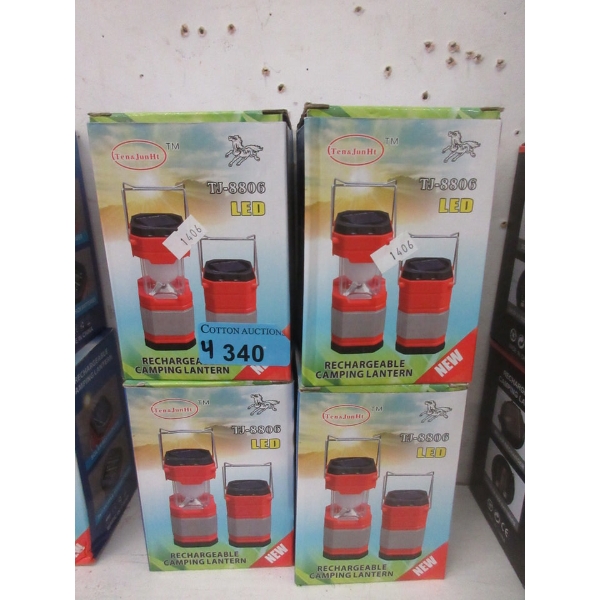 TenaJunHt TM
TJ-8806
LED
1406
COTTON AUCTIONS
4 340
RECHARGEABLE
CAMPING LANTERN
NEW
TenaJunHt TM
TJ-8806
LED
1406
RECHARGEABLE
CAMPING LANTERN
NEW
TenaJunHt TM
TJ-8806
LED
RECHARGEABLE
CAMPING LANTERN
NEW
TenaJunHt TM
TJ-8806
LED
RECHARGEABLE
CAMPING LANTERN
NEW